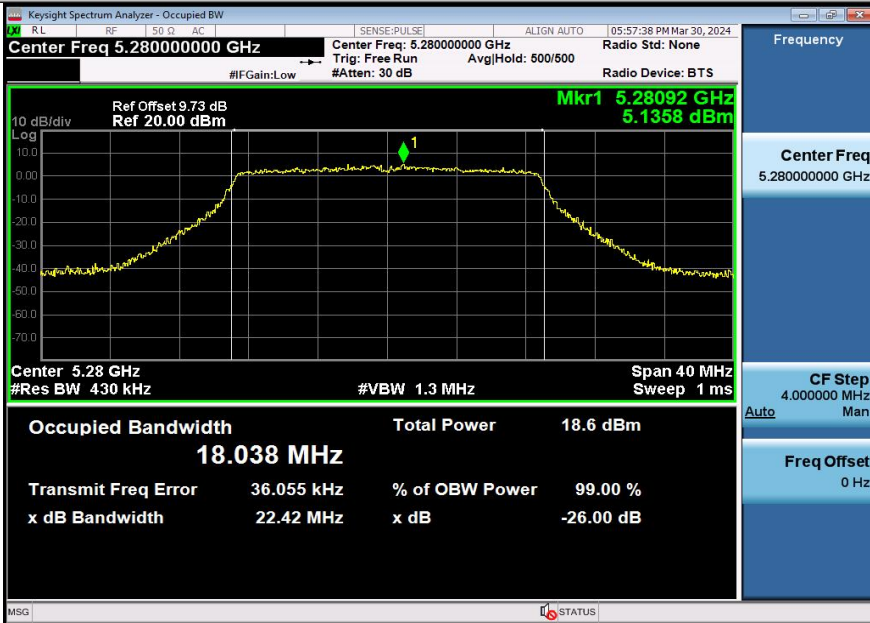 Keysight Spectrum Analyzer - Occupied BW
LXI RL RF 50 Ω AC SENSE:PULSE ALIGN AUTO 05:57:38 PM Mar 30, 2024
Center Freq 5.280000000 GHz
Center Freq: 5.280000000 GHz Radio Std: None
Trig: Free Run Avg|Hold: 500/500
#IFGain:Low #Atten: 30 dB Radio Device: BTS
Mkr1 5.28092 GHz
5.1358 dBm
Ref Offset 9.73 dB
10 dB/div Ref 20.00 dBm
Log
1
10.0
0.00
-10.0
-20.0
-30.0
-40.0
-50.0
-60.0
-70.0
Center 5.28 GHz Span 40 MHz
#Res BW 430 kHz #VBW 1.3 MHz Sweep 1 ms
Occupied Bandwidth Total Power 18.6 dBm
18.038 MHz
Transmit Freq Error 36.055 kHz % of OBW Power 99.00 %
x dB Bandwidth 22.42 MHz x dB -26.00 dB
MSG STATUS
Frequency
Center Freq
5.280000000 GHz
CF Step
4.000000 MHz
Auto Man
Freq Offset
0 Hz